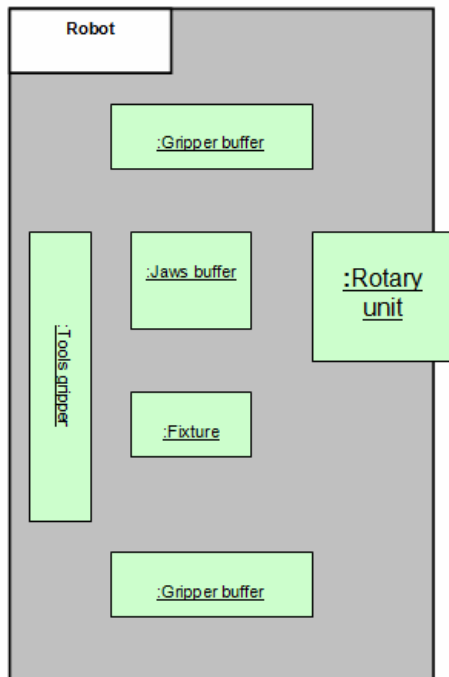 Robot
:Gripper buffer
:Jaws buffer
:Rotary
unit
:Tools gripper
:Fixture
:Gripper buffer